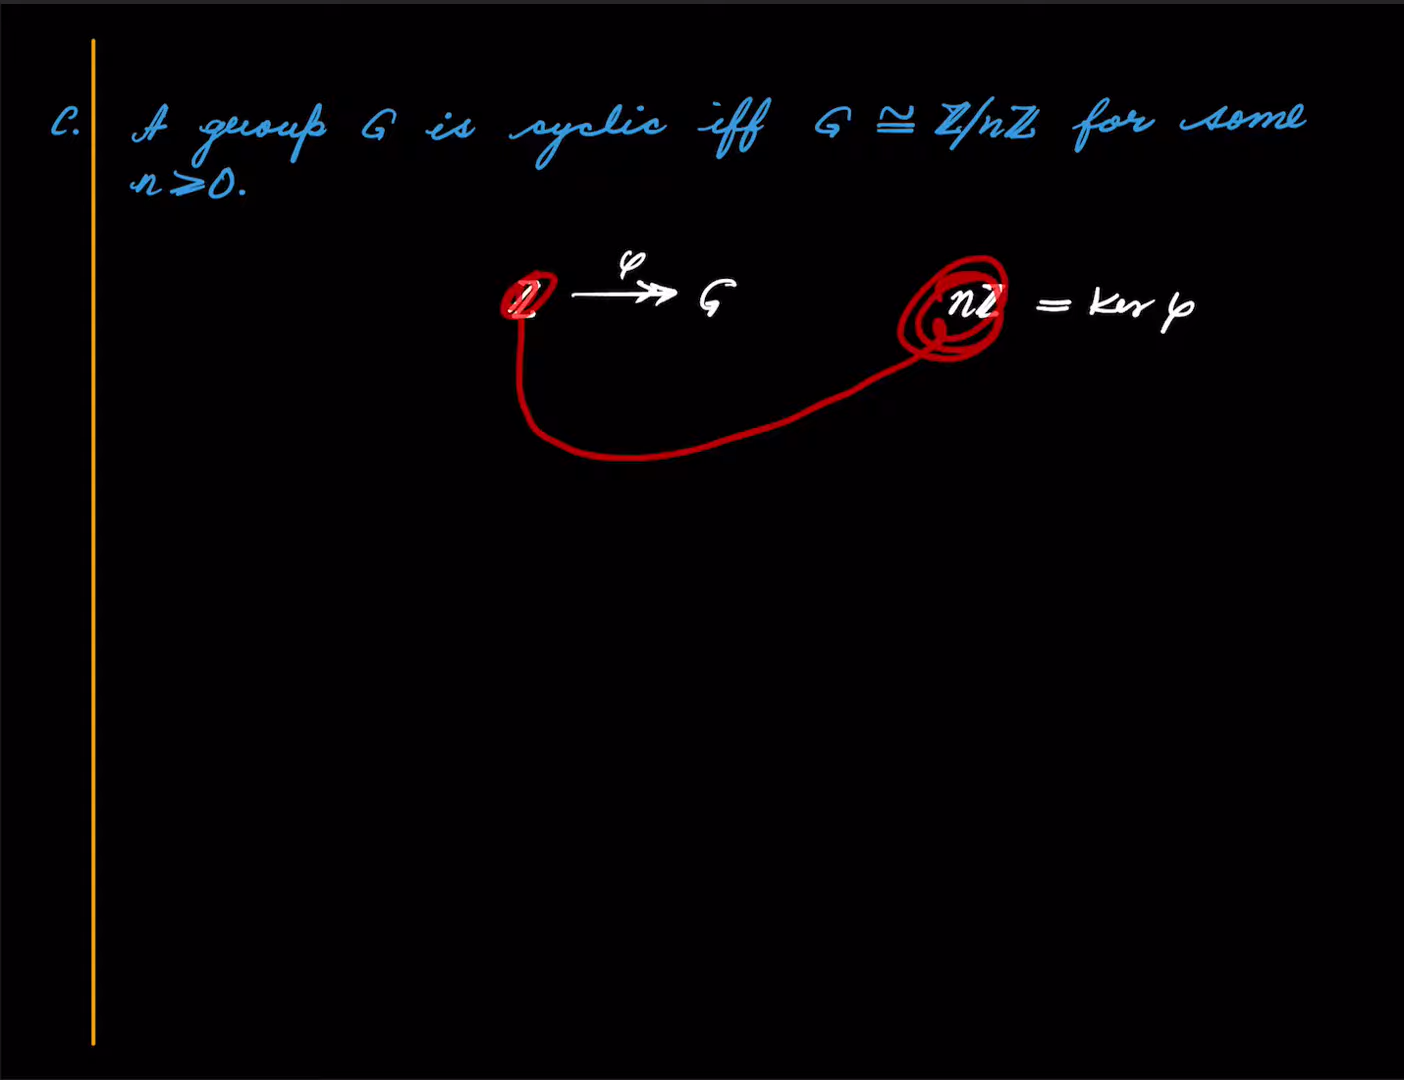 C. A group G is cyclic iff G ≅ ℤ/nℤ for some
n ≥ 0.
ℤ ↠ G φ nℤ = Ker φ